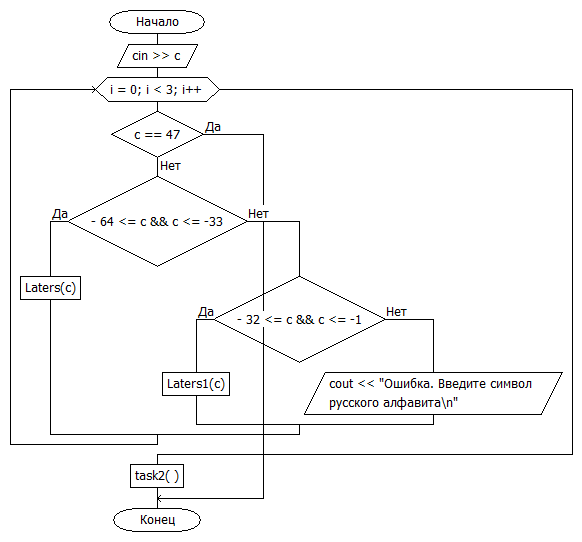 Начало
cin >> c
i = 0; i < 3; i++
c == 47
Да
Нет
Да
- 64 <= c && c <= -33
Нет
Laters(c)
Да
- 32 <= c && c <= -1
Нет
Laters1(c)
cout << "Ошибка. Введите символ
русского алфавита\n"
task2( )
Конец